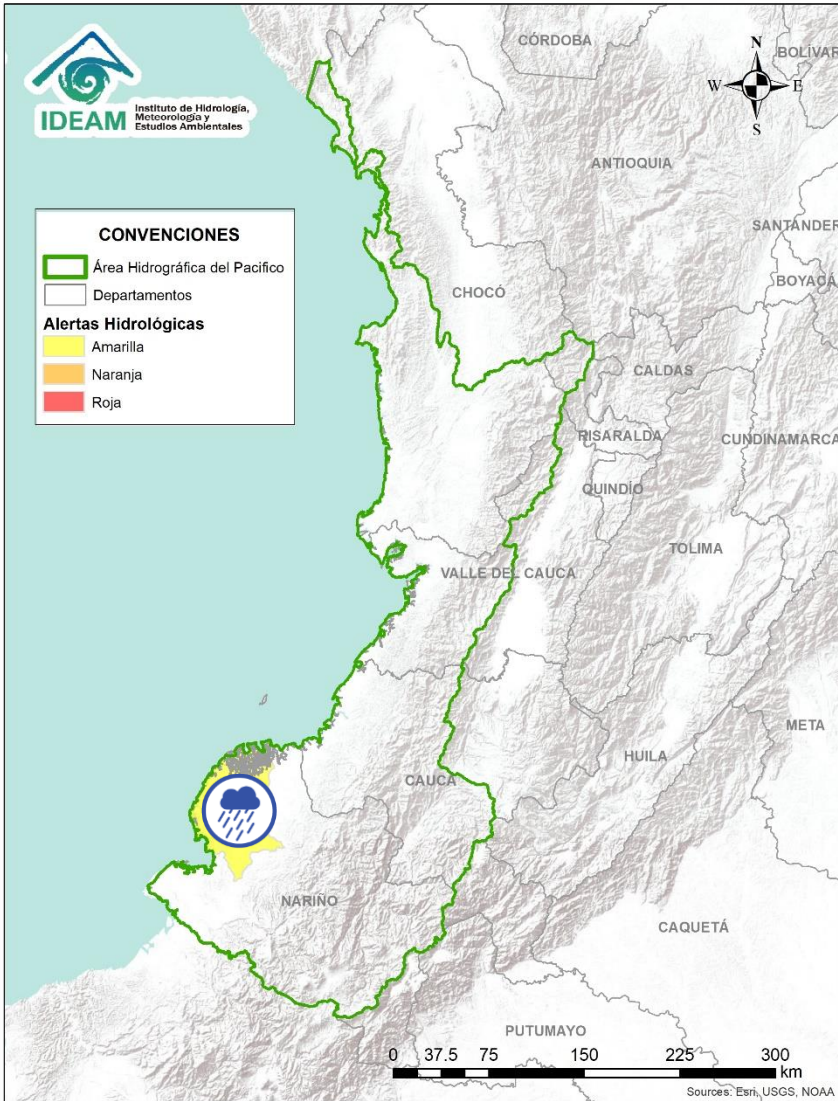 IDEAM
Instituto de Hidrología,
Meteorología y
Estudios Ambientales
N
W E
S
CONVENCIONES
Área Hidrográfica del Pacifico
Departamentos
Alertas Hidrológicas
Amarilla
Naranja
Roja
CÓRDOBA
BOLÍVAR
ANTIOQUIA
SANTANDER
BOYACÁ
CHOCÓ
CALDAS
RISARALDA
CUNDINAMARCA
QUINDÍO
TOLIMA
VALLE DEL CAUCA
META
HUILA
CAUCA
NARIÑO
CAQUETÁ
PUTUMAYO
0 37.5 75 150 225 300
km
Sources: Esri, USGS, NOAA